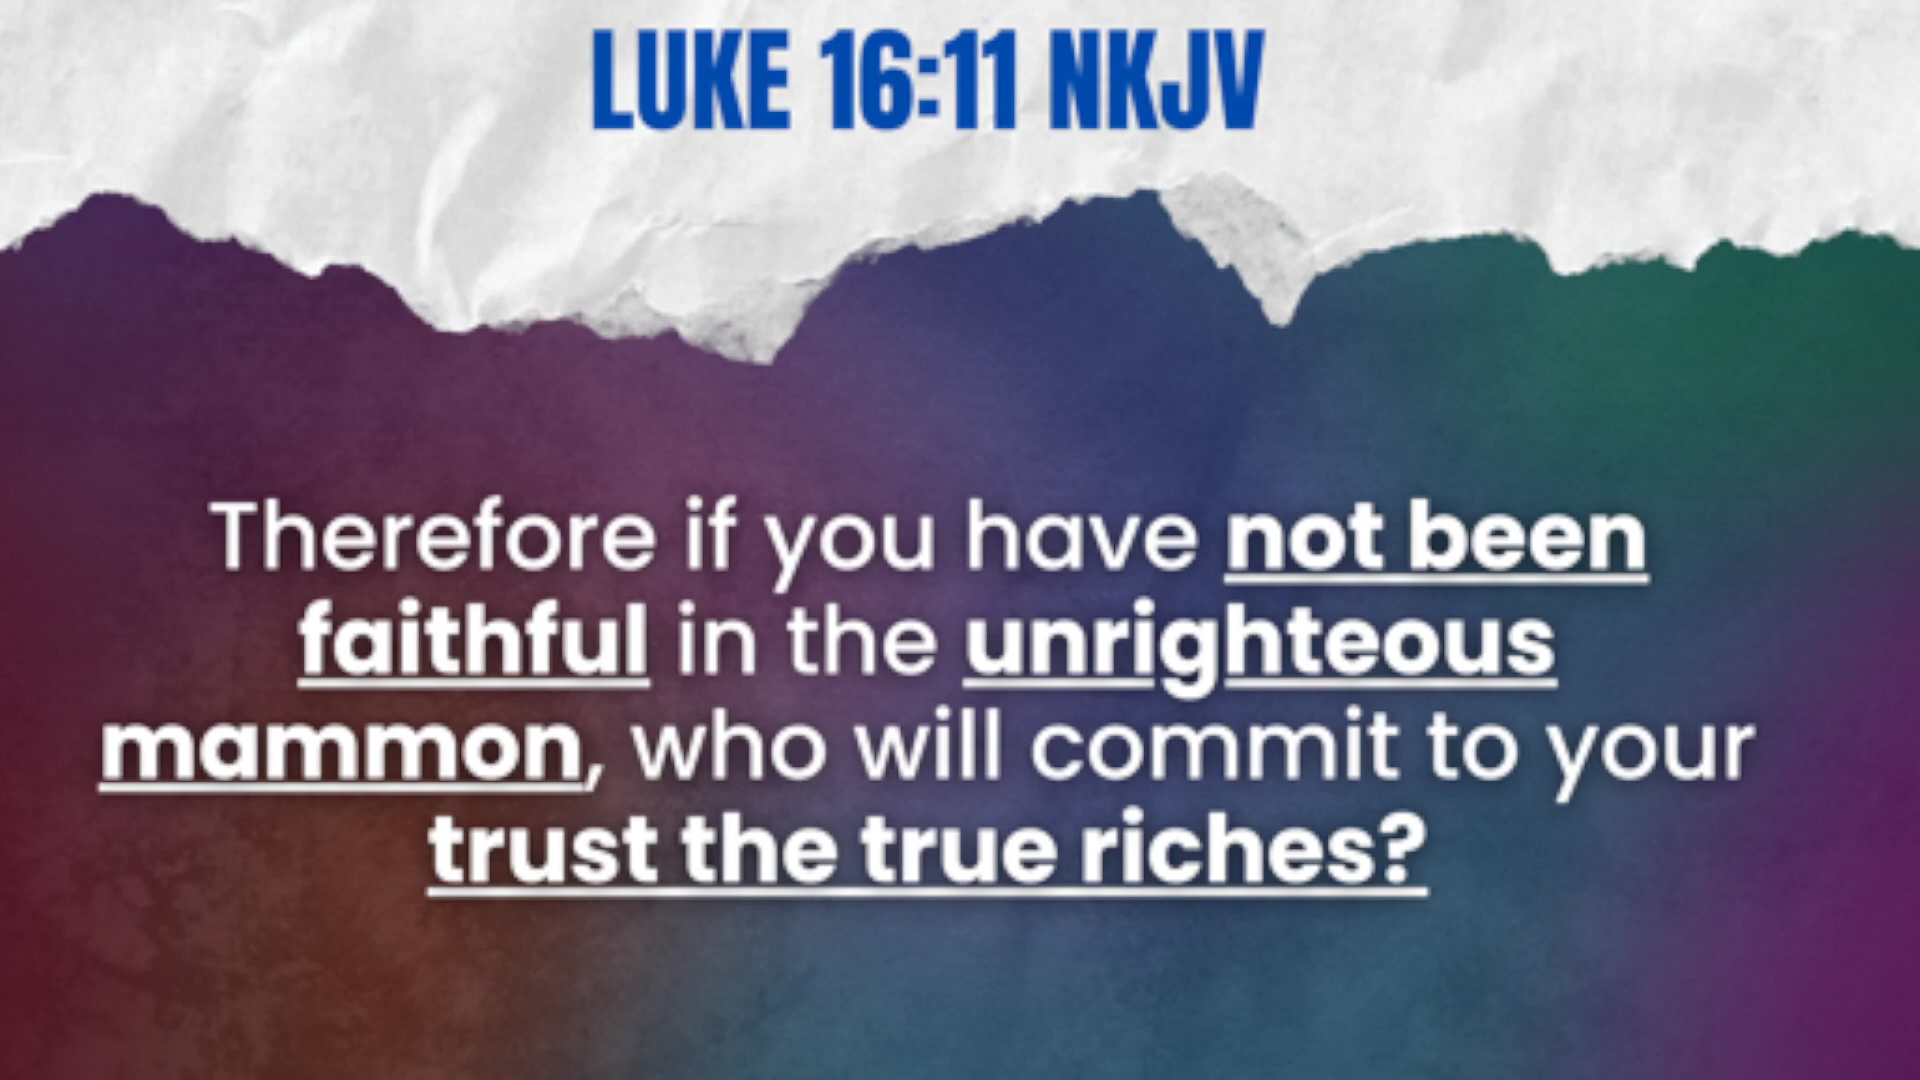 LUKE 16:11 NKJV
Therefore if you have not been
faithful in the unrighteous
mammon, who will commit to your
trust the true riches?